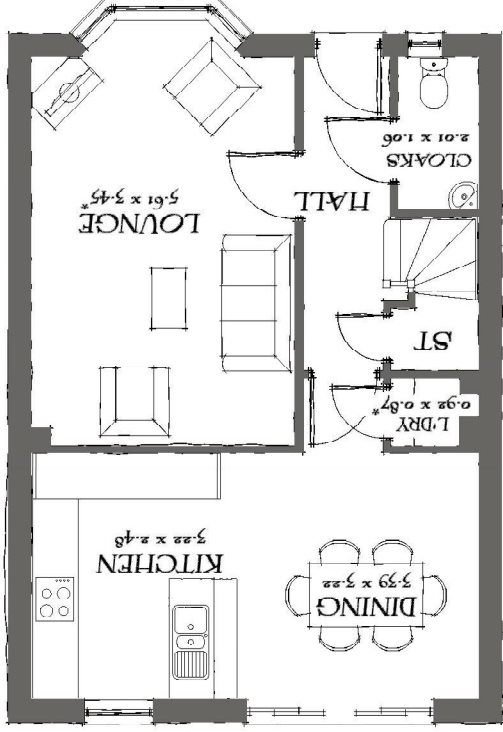 DINING
3.39 x 3.22
KITCHEN
3.22 x 2.48
L'DRY
0.92 x 0.87*
ST
LOUNGE
5.61 x 3.45*
HALL
CLOAKS
2.01 x 1.06